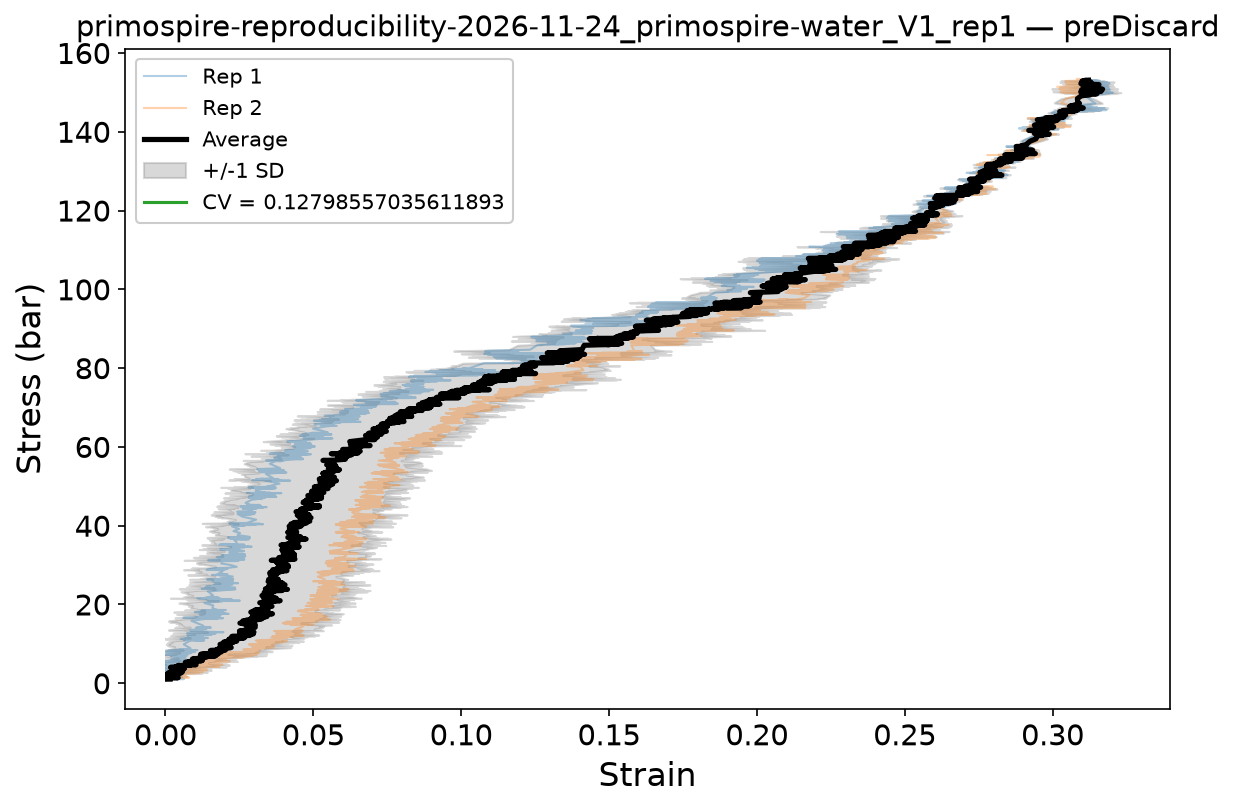 primospire-reproducibility-2026-11-24_primospire-water_V1_rep1 — preDiscard
Rep 1
Rep 2
Average
+/-1 SD
CV = 0.12798557035611893
Stress (bar)
160
140
120
100
80
60
40
20
0
0.00 0.05 0.10 0.15 0.20 0.25 0.30
Strain